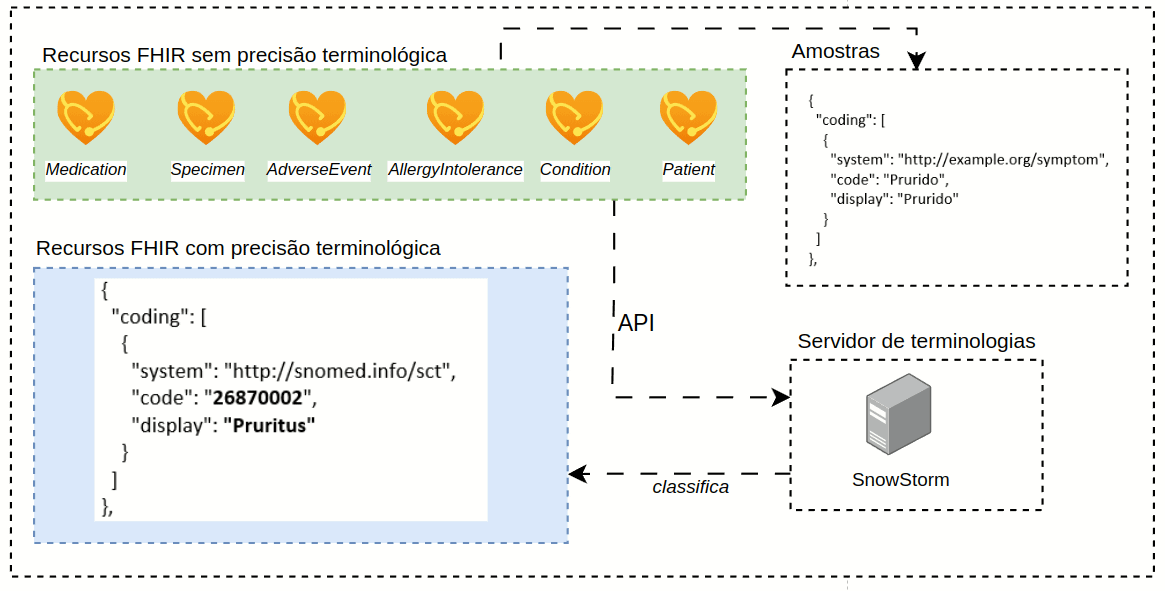 Recursos FHIR sem precisão terminológica
Medication
Specimen
AdverseEvent
AllergyIntolerance
Condition
Patient
Amostras
{
"coding": [
{
"system": "http://example.org/symptom",
"code": "Prurido",
"display": "Prurido"
}
]
},
Recursos FHIR com precisão terminológica
{
"coding": [
{
"system": "http://snomed.info/sct",
"code": "26870002",
"display": "Pruritus"
}
]
},
API
Servidor de terminologias
SnowStorm
classifica